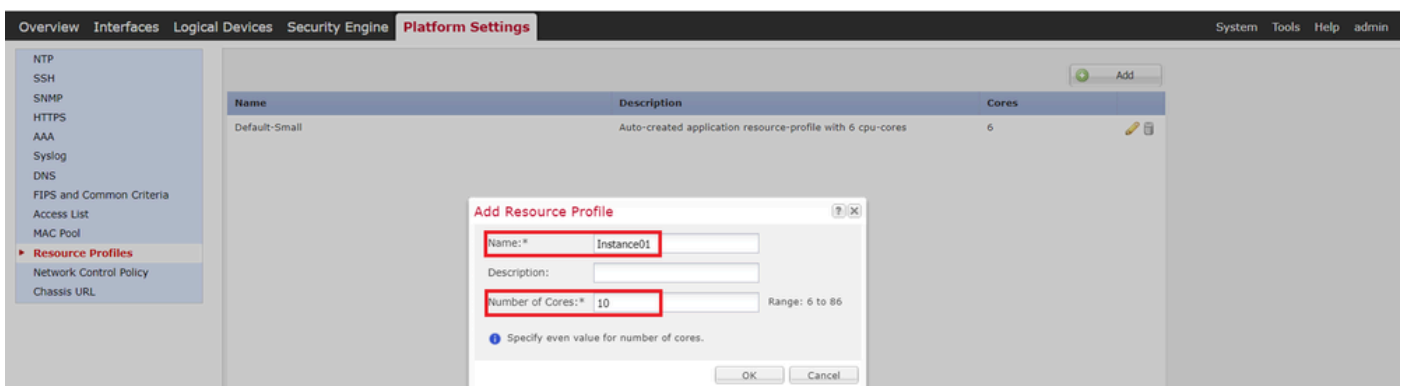 Overview Interfaces Logical Devices Security Engine Platform Settings System Tools Help admin
NTP
SSH
SNMP
HTTPS
AAA
Syslog
DNS
FIPS and Common Criteria
Access List
MAC Pool
Resource Profiles
Network Control Policy
Chassis URL
Add
Name Description Cores
Default-Small Auto-created application resource-profile with 6 cpu-cores 6
Add Resource Profile
Name:* Instance01
Description:
Number of Cores:* 10 Range: 6 to 86
Specify even value for number of cores.
OK Cancel